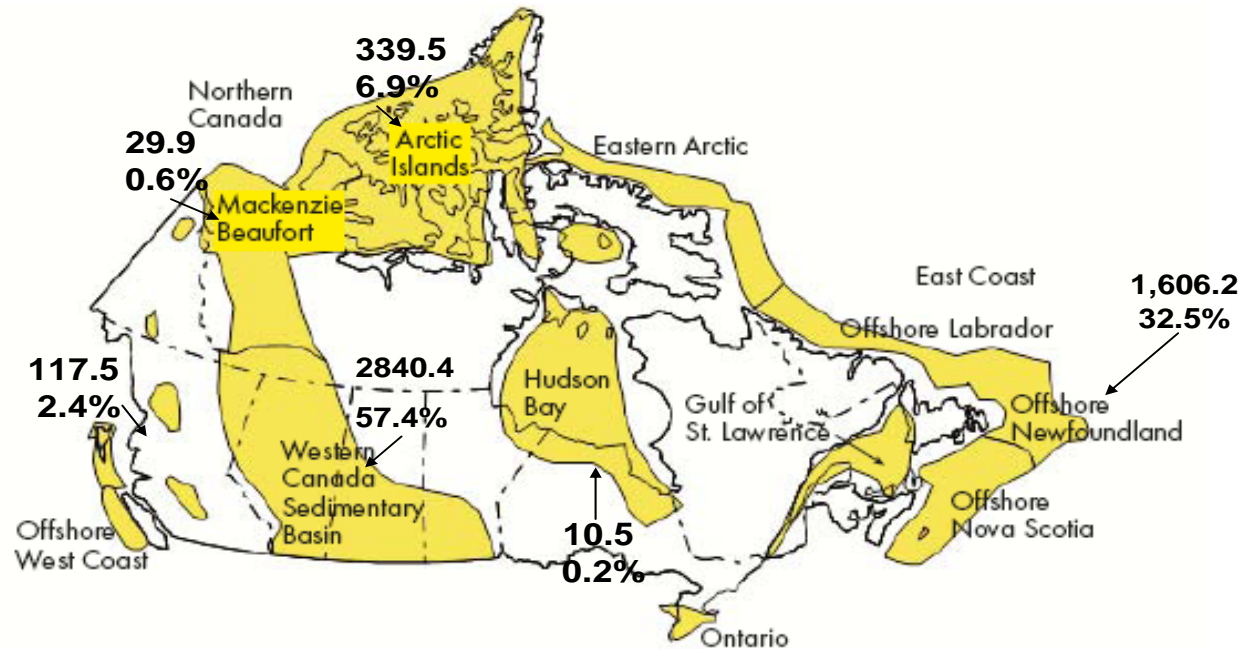 339.5
6.9%
Northern
Canada
Arctic
Islands
Eastern Arctic
29.9
0.6%
Mackenzie
Beaufort
East Coast
1,606.2
32.5%
Offshore Labrador
117.5
2.4%
2840.4
57.4%
Hudson
Bay
Gulf of
St. Lawrence
Offshore
Newfoundland
Western
Canada
Sedimentary
Basin
Offshore
West Coast
Offshore
Nova Scotia
10.5
0.2%
Ontario